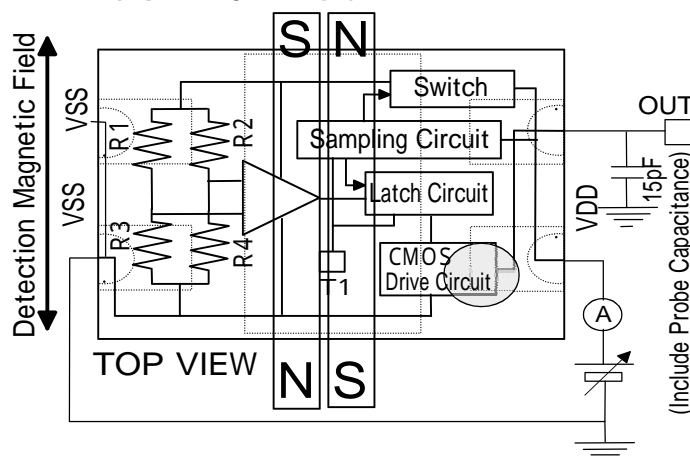 S N
Detection Magnetic Field
VSS
VSS
R1
R2
R3
R4
Switch
Sampling Circuit
Latch Circuit
CMOS
Drive Circuit
T1
OUT
15pF
VDD
(Include Probe Capacitance)
A
TOP VIEW
N S